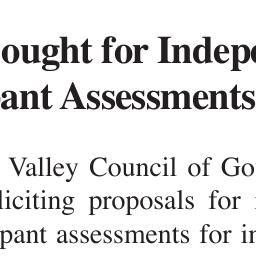 ought for Indepe
pant Assessments
Valley Council of Go
liciting proposals for
pant assessments for in